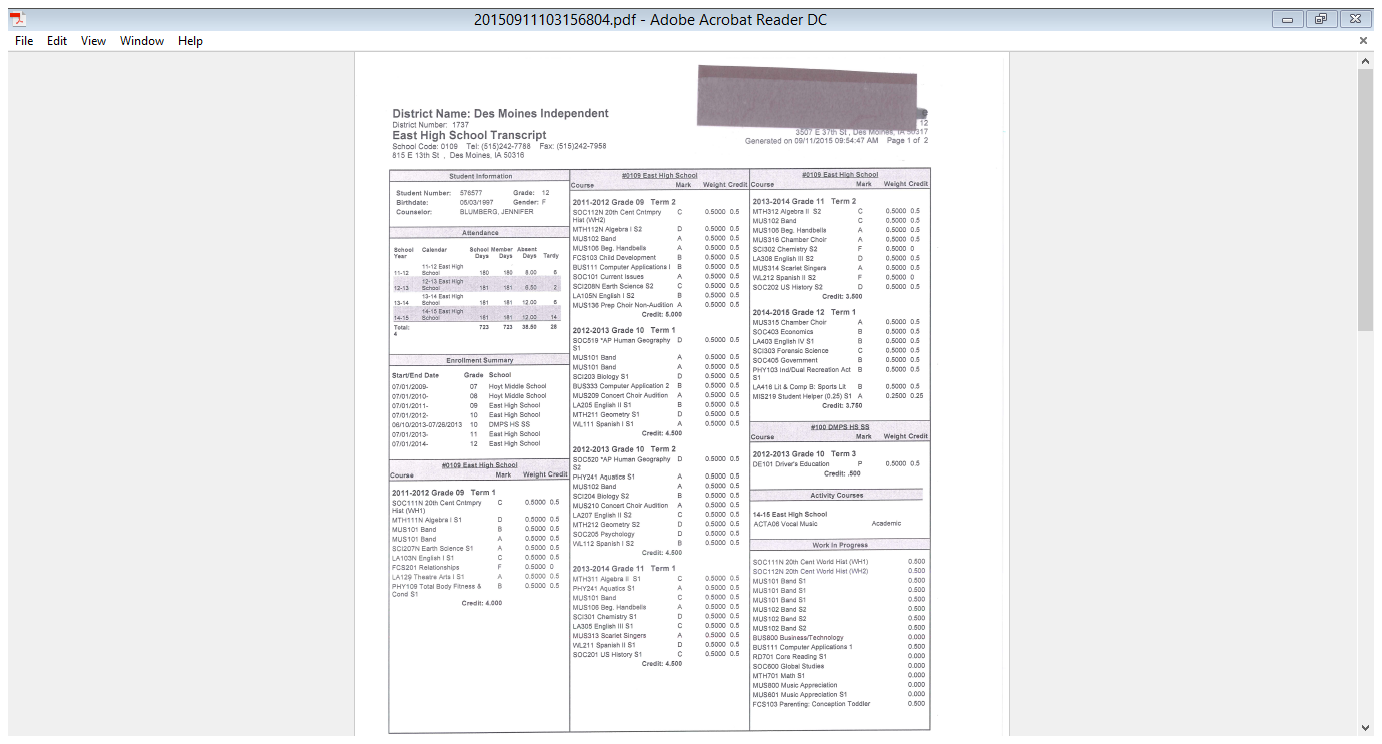 20150911103156804.pdf - Adobe Acrobat Reader DC
File Edit View Window Help
District Name: Des Moines Independent
District Number: 1737
East High School Transcript
School Code: 0109 Tel: (515)242-7788 Fax: (515)242-7958
815 E 13th St , Des Moines, IA 50316
12
3507 E 37th St , Des Moines, IA 50317
Generated on 09/11/2015 09:54:47 AM Page 1 of 2
Student Information
Student Number: 576577 Grade: 12
Birthdate: 05/03/1997 Gender: F
Counselor: BLUMBERG, JENNIFER
Attendance
School Year Calendar School Days Member Days Absent Days Tardy
11-12 11-12 East High School 180 180 8.00 6
12-13 12-13 East High School 181 181 6.50 2
13-14 13-14 East High School 181 181 12.00 6
14-15 14-15 East High School 181 181 12.00 14
Total: 723 723 38.50 28
4
Enrollment Summary
Start/End Date Grade School
07/01/2009- 07 Hoyt Middle School
07/01/2010- 08 Hoyt Middle School
07/01/2011- 09 East High School
07/01/2012- 10 East High School
06/10/2013-07/26/2013 10 DMPS HS SS
07/01/2013- 11 East High School
07/01/2014- 12 East High School
#0109 East High School
Course Mark Weight Credit
2011-2012 Grade 09 Term 1
SOC111N 20th Cent Cntmpry C 0.5000 0.5
Hist (WH1)
MTH111N Algebra I S1 D 0.5000 0.5
MUS101 Band B 0.5000 0.5
MUS101 Band A 0.5000 0.5
SCI207N Earth Science S1 A 0.5000 0.5
LA103N English I S1 C 0.5000 0.5
FCS201 Relationships F 0.5000 0
LA129 Theatre Arts I S1 A 0.5000 0.5
PHY109 Total Body Fitness & B 0.5000 0.5
Cond S1
Credit: 4.000
#0109 East High School
Course Mark Weight Credit
2011-2012 Grade 09 Term 2
SOC112N 20th Cent Cntmpry C 0.5000 0.5
Hist (WH2)
MTH112N Algebra I S2 D 0.5000 0.5
MUS102 Band A 0.5000 0.5
MUS106 Beg. Handbells A 0.5000 0.5
FCS103 Child Development B 0.5000 0.5
BUS111 Computer Applications I B 0.5000 0.5
SOC101 Current Issues A 0.5000 0.5
SCI208N Earth Science S2 C 0.5000 0.5
LA105N English I S2 B 0.5000 0.5
MUS136 Prep Choir Non-Audition A 0.5000 0.5
Credit: 5.000
2012-2013 Grade 10 Term 1
SOC519 *AP Human Geography D 0.5000 0.5
S1
MUS101 Band A 0.5000 0.5
MUS101 Band A 0.5000 0.5
SCI203 Biology S1 D 0.5000 0.5
BUS333 Computer Application 2 B 0.5000 0.5
MUS209 Concert Choir Audition A 0.5000 0.5
LA205 English II S1 B 0.5000 0.5
MTH211 Geometry S1 D 0.5000 0.5
WL111 Spanish I S1 A 0.5000 0.5
Credit: 4.500
2012-2013 Grade 10 Term 2
SOC520 *AP Human Geography D 0.5000 0.5
S2
PHY241 Aquatics S1 A 0.5000 0.5
MUS102 Band A 0.5000 0.5
SCI204 Biology S2 B 0.5000 0.5
MUS210 Concert Choir Audition A 0.5000 0.5
LA207 English II S2 C 0.5000 0.5
MTH212 Geometry S2 D 0.5000 0.5
SOC205 Psychology D 0.5000 0.5
WL112 Spanish I S2 B 0.5000 0.5
Credit: 4.500
2013-2014 Grade 11 Term 1
MTH311 Algebra II S1 C 0.5000 0.5
PHY241 Aquatics S1 A 0.5000 0.5
MUS101 Band C 0.5000 0.5
MUS106 Beg. Handbells A 0.5000 0.5
SCI301 Chemistry S1 D 0.5000 0.5
LA305 English III S1 C 0.5000 0.5
MUS313 Scarlet Singers A 0.5000 0.5
WL211 Spanish II S1 D 0.5000 0.5
SOC201 US History S1 C 0.5000 0.5
Credit: 4.500
#0109 East High School
Course Mark Weight Credit
2013-2014 Grade 11 Term 2
MTH312 Algebra II S2 C 0.5000 0.5
MUS102 Band C 0.5000 0.5
MUS106 Beg. Handbells A 0.5000 0.5
MUS316 Chamber Choir A 0.5000 0.5
SCI302 Chemistry S2 F 0.5000 0
LA308 English III S2 D 0.5000 0.5
MUS314 Scarlet Singers A 0.5000 0.5
WL212 Spanish II S2 F 0.5000 0
SOC202 US History S2 D 0.5000 0.5
Credit: 3.500
2014-2015 Grade 12 Term 1
MUS315 Chamber Choir A 0.5000 0.5
SOC403 Economics B 0.5000 0.5
LA403 English IV S1 B 0.5000 0.5
SCI303 Forensic Science C 0.5000 0.5
SOC405 Government B 0.5000 0.5
PHY103 Ind/Dual Recreation Act B 0.5000 0.5
S1
LA416 Lit & Comp B: Sports Lit B 0.5000 0.5
MIS219 Student Helper (0.25) S1 A 0.2500 0.25
Credit: 3.750
#100 DMPS HS SS
Course Mark Weight Credit
2012-2013 Grade 10 Term 3
DE101 Driver's Education P 0.5000 0.5
Credit: .500
Activity Courses
14-15 East High School
ACTA06 Vocal Music Academic
Work In Progress
SOC111N 20th Cent World Hist (WH1) 0.500
SOC112N 20th Cent World Hist (WH2) 0.500
MUS101 Band S1 0.500
MUS101 Band S1 0.500
MUS101 Band S1 0.500
MUS102 Band S2 0.500
MUS102 Band S2 0.500
MUS102 Band S2 0.500
BUS800 Business/Technology 0.000
BUS111 Computer Applications 1 0.500
RD701 Core Reading S1 0.000
SOC600 Global Studies 0.000
MTH701 Math S1 0.000
MUS800 Music Appreciation 0.000
MUS601 Music Appreciation S1 0.000
FCS103 Parenting: Conception Toddler 0.500